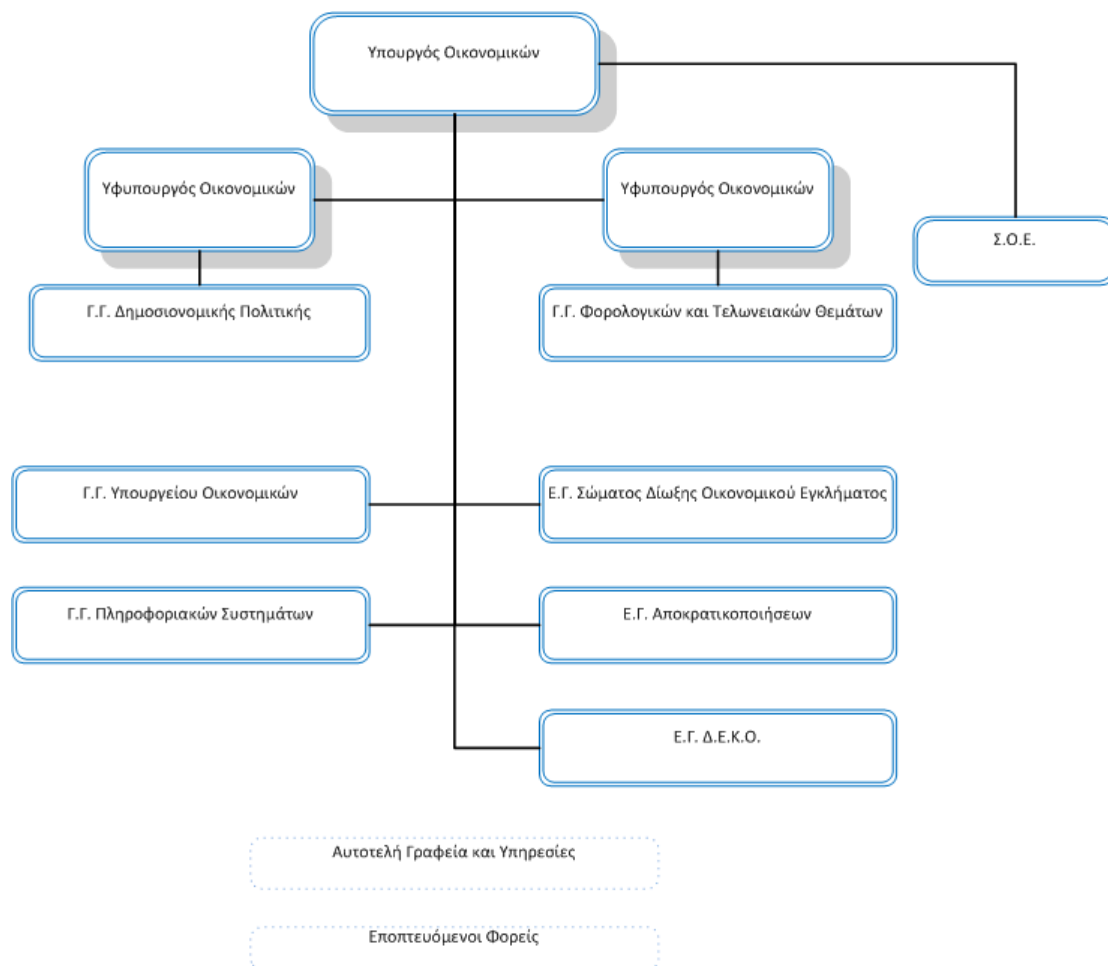 Υπουργός Οικονομικών
Υφυπουργός Οικονομικών
Υφυπουργός Οικονομικών
Σ.Ο.Ε.
Γ.Γ. Δημοσιονομικής Πολιτικής
Γ.Γ. Φορολογικών και Τελωνειακών Θεμάτων
Γ.Γ. Υπουργείου Οικονομικών
Ε.Γ. Σώματος Δίωξης Οικονομικού Εγκλήματος
Γ.Γ. Πληροφοριακών Συστημάτων
Ε.Γ. Αποκρατικοποιήσεων
Ε.Γ. Δ.Ε.Κ.Ο.
Αυτοτελή Γραφεία και Υπηρεσίες
Εποπτευόμενοι Φορείς